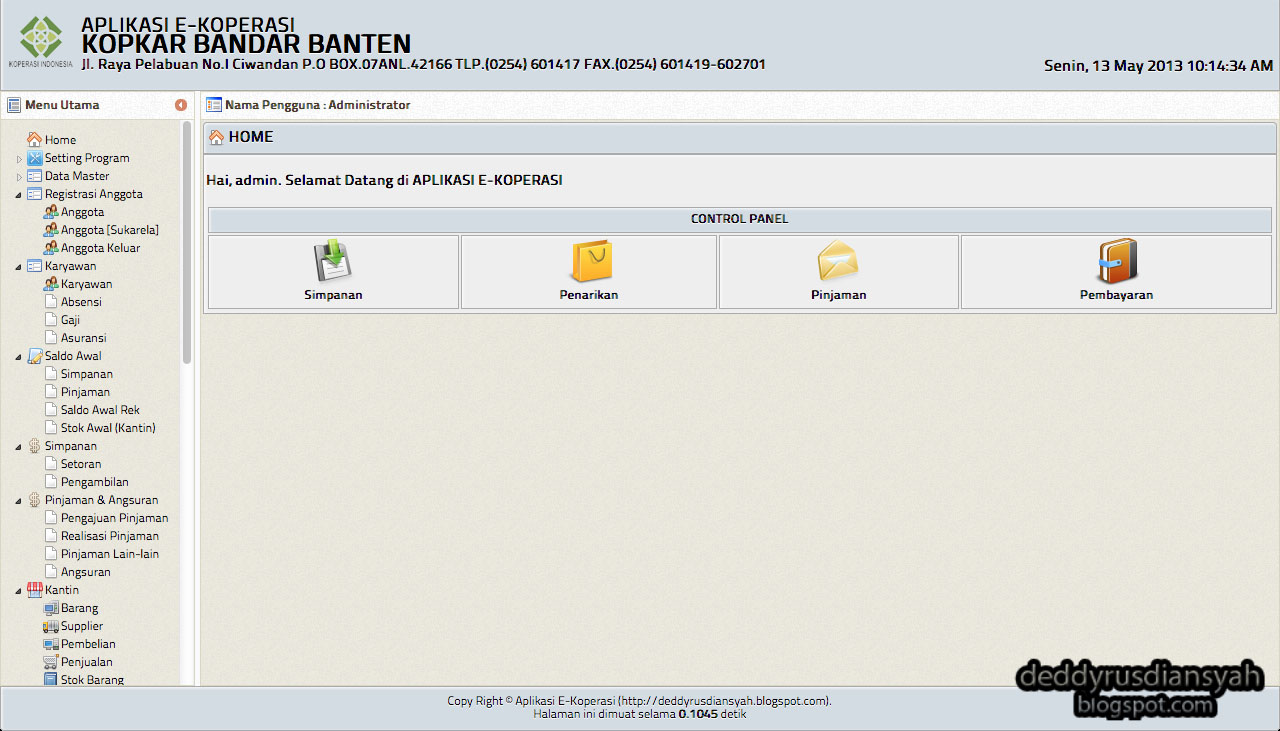 APLIKASI E-KOPERASI
KOPKAR BANDAR BANTEN
KOPERASI INDONESIA
Jl. Raya Pelabuan No.1 Ciwandan P.O BOX.07ANL.42166 TLP.(0254) 601417 FAX.(0254) 601419-602701
Senin, 13 May 2013 10:14:34 AM
Menu Utama
Nama Pengguna : Administrator
Home
Setting Program
Data Master
Registrasi Anggota
Anggota
Anggota [Sukarela]
Anggota Keluar
Karyawan
Karyawan
Absensi
Gaji
Asuransi
Saldo Awal
Simpanan
Pinjaman
Saldo Awal Rek
Stok Awal (Kantin)
Simpanan
Setoran
Pengambilan
Pinjaman & Angsuran
Pengajuan Pinjaman
Realisasi Pinjaman
Pinjaman Lain-lain
Angsuran
Kantin
Barang
Supplier
Pembelian
Penjualan
Stok Barang
HOME
Hai, admin. Selamat Datang di APLIKASI E-KOPERASI
CONTROL PANEL
Simpanan Penarikan Pinjaman Pembayaran
Copy Right © Aplikasi E-Koperasi (http://deddyrusdiansyah.blogspot.com).
Halaman ini dimuat selama 0.1045 detik
deddyrusdiansyah
blogspot.com